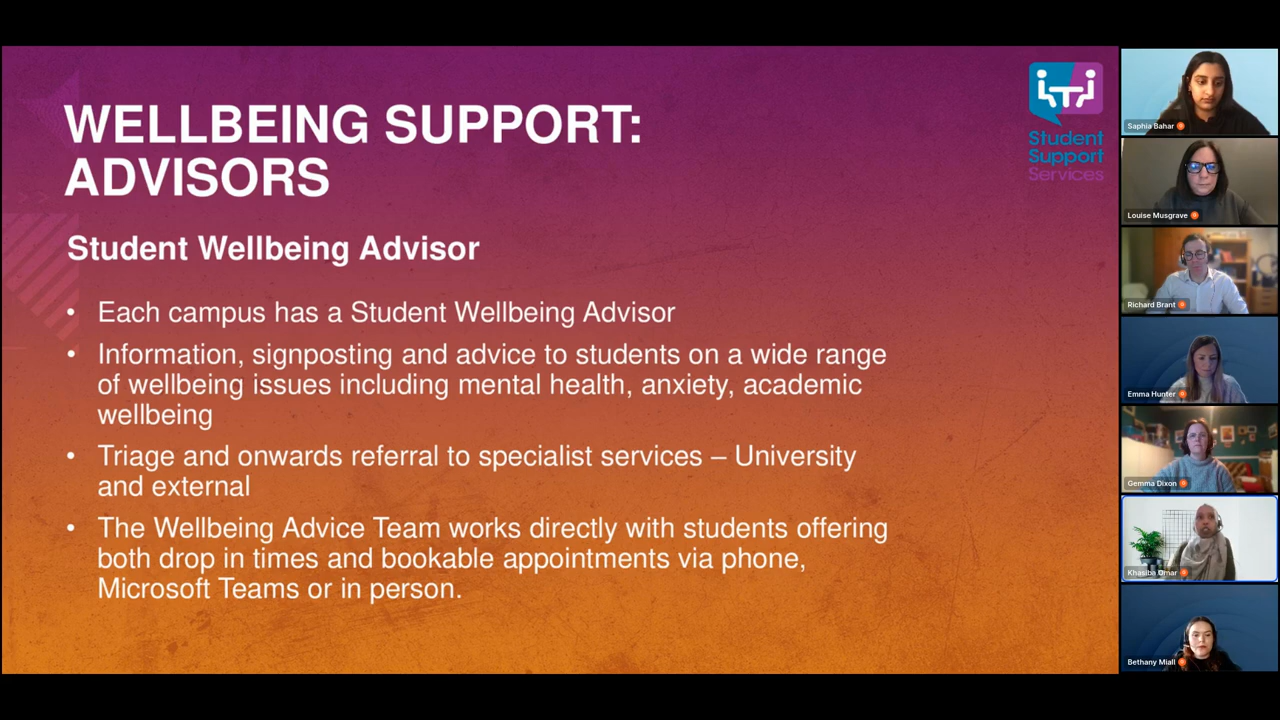 WELLBEING SUPPORT:
ADVISORS
Student
Support
Services
Student Wellbeing Advisor
• Each campus has a Student Wellbeing Advisor
• Information, signposting and advice to students on a wide range
of wellbeing issues including mental health, anxiety, academic
wellbeing
• Triage and onwards referral to specialist services – University
and external
• The Wellbeing Advice Team works directly with students offering
both drop in times and bookable appointments via phone,
Microsoft Teams or in person.
Saphia Bahar
Louise Musgrave
Richard Brant
Emma Hunter
Gemma Dixon
Khasiba Omar
Bethany Miall